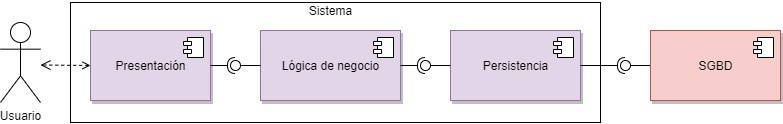 Sistema
Presentación
Lógica de negocio
Persistencia
SGBD
Usuario